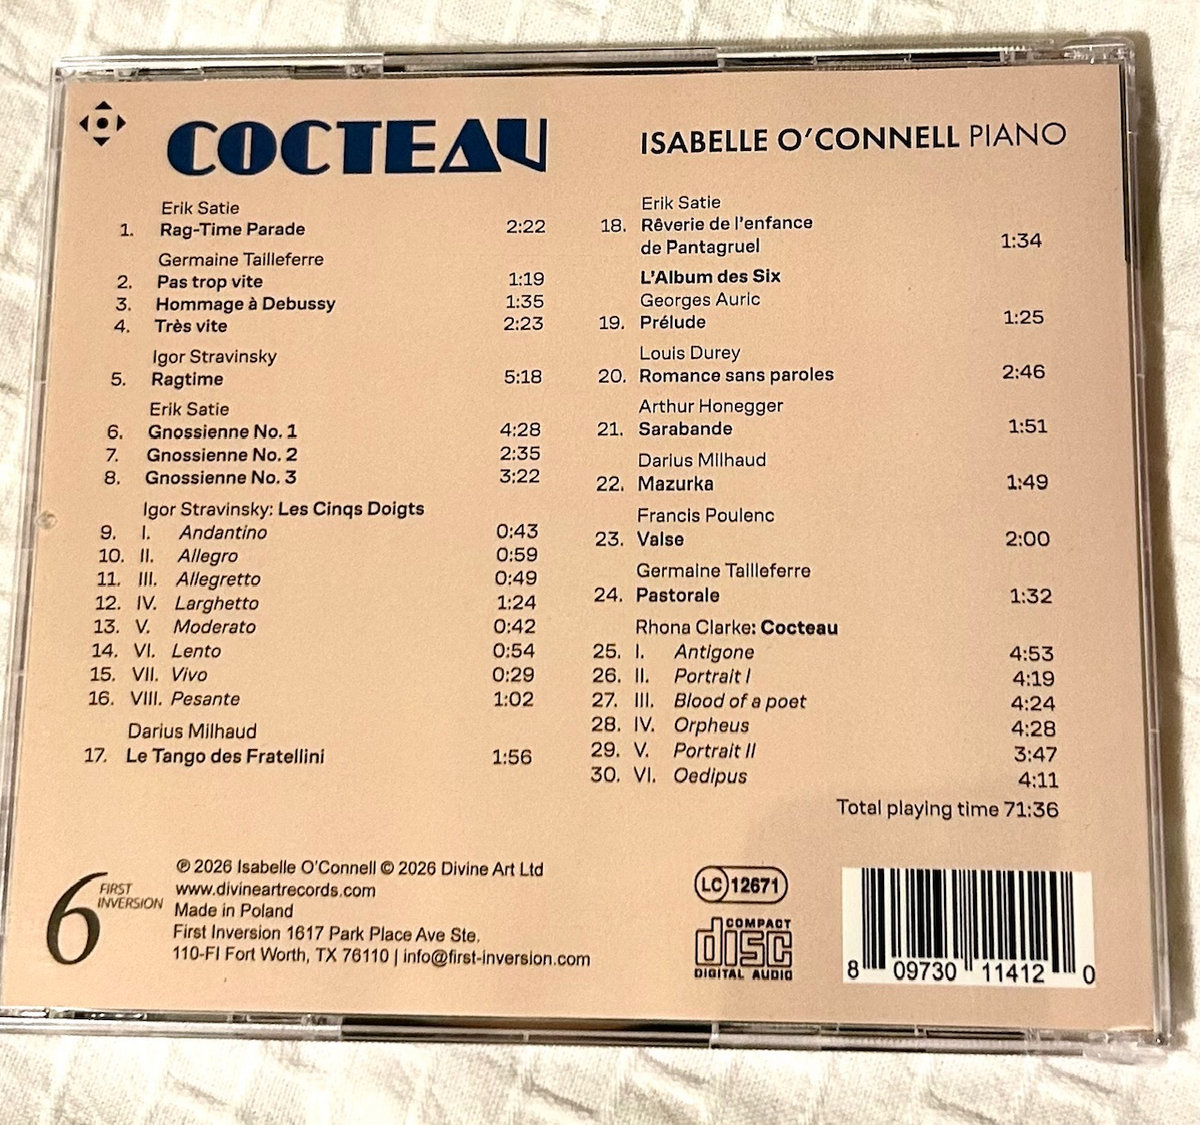 COCTEAU
ISABELLE O'CONNELL PIANO
Erik Satie
1. Rag-Time Parade 2:22
Germaine Tailleferre
2. Pas trop vite 1:19
3. Hommage à Debussy 1:35
4. Très vite 2:23
Igor Stravinsky
5. Ragtime 5:18
Erik Satie
6. Gnossienne No. 1 4:28
7. Gnossienne No. 2 2:35
8. Gnossienne No. 3 3:22
Igor Stravinsky: Les Cinqs Doigts
9. I. Andantino 0:43
10. II. Allegro 0:59
11. III. Allegretto 0:49
12. IV. Larghetto 1:24
13. V. Moderato 0:42
14. VI. Lento 0:54
15. VII. Vivo 0:29
16. VIII. Pesante 1:02
Darius Milhaud
17. Le Tango des Fratellini 1:56
Erik Satie
18. Rêverie de l'enfance
de Pantagruel 1:34
L'Album des Six
Georges Auric
19. Prélude 1:25
Louis Durey
20. Romance sans paroles 2:46
Arthur Honegger
21. Sarabande 1:51
Darius Milhaud
22. Mazurka 1:49
Francis Poulenc
23. Valse 2:00
Germaine Tailleferre
24. Pastorale 1:32
Rhona Clarke: Cocteau
25. I. Antigone 4:53
26. II. Portrait I 4:19
27. III. Blood of a poet 4:24
28. IV. Orpheus 4:28
29. V. Portrait II 3:47
30. VI. Oedipus 4:11
Total playing time 71:36
6 FIRST
INVERSION
℗ 2026 Isabelle O'Connell © 2026 Divine Art Ltd
www.divineartrecords.com
Made in Poland
First Inversion 1617 Park Place Ave Ste.
110-FI Fort Worth, TX 76110 | info@first-inversion.com
LC 12671
COMPACT
disc
DIGITAL AUDIO
8 09730 11412 0